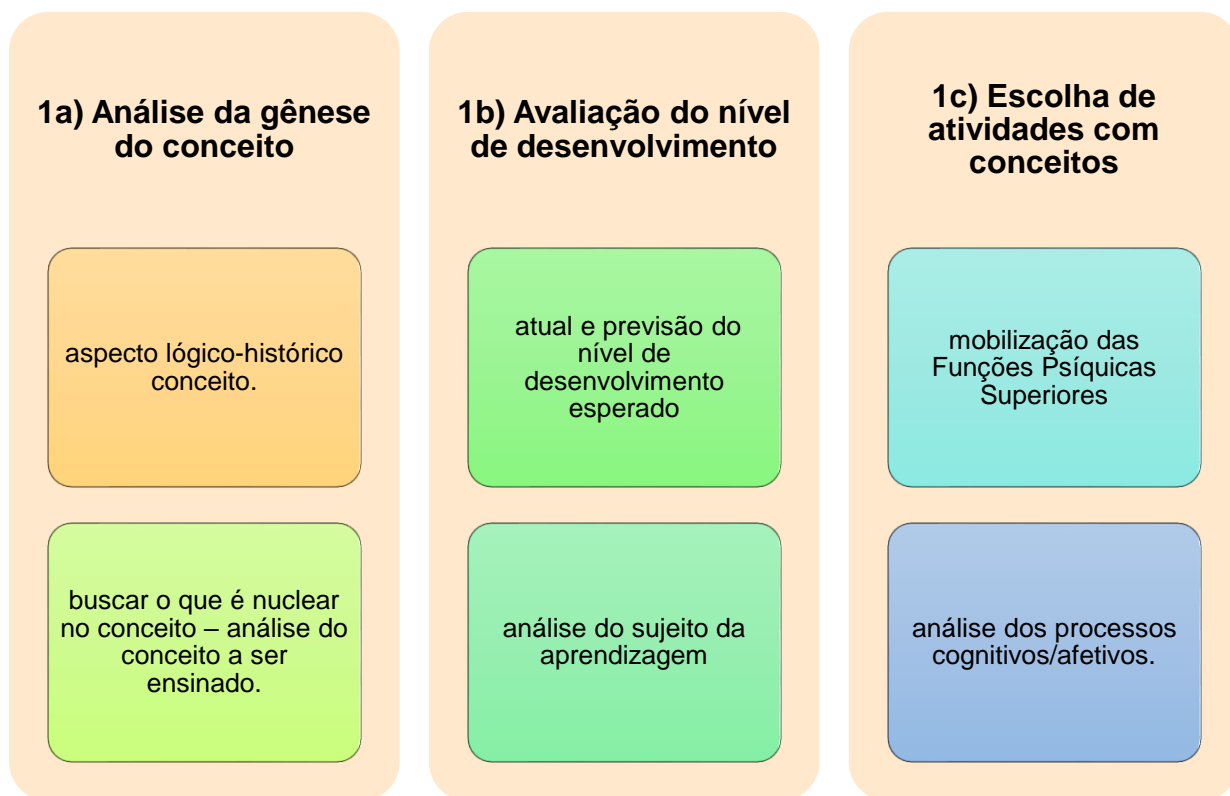 1a) Análise da gênese
do conceito
aspecto lógico-histórico
conceito.
buscar o que é nuclear
no conceito – análise do
conceito a ser
ensinado.
1b) Avaliação do nível
de desenvolvimento
atual e previsão do
nível de
desenvolvimento
esperado
análise do sujeito da
aprendizagem
1c) Escolha de
atividades com
conceitos
mobilização das
Funções Psíquicas
Superiores
análise dos processos
cognitivos/afetivos.